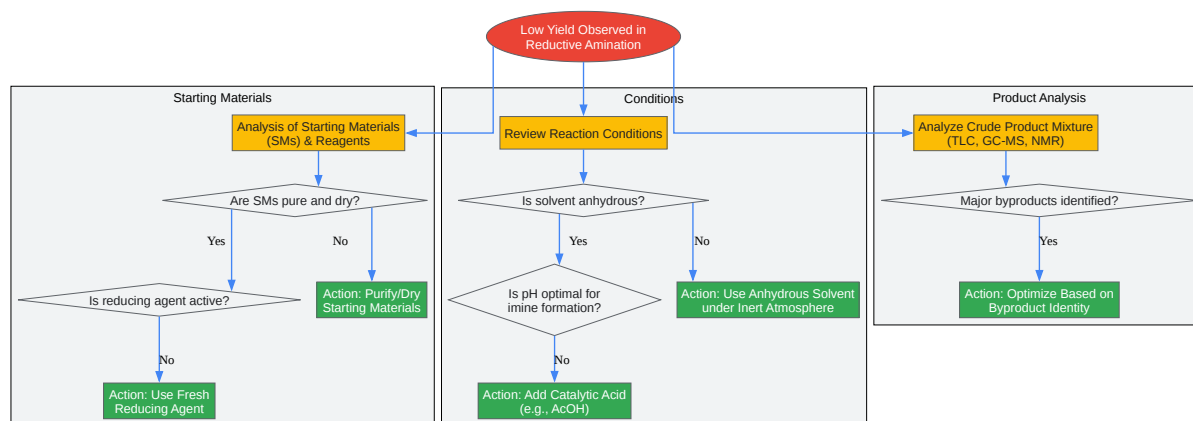 Low Yield Observed in
Reductive Amination
Starting Materials
Analysis of Starting Materials
(SMs) & Reagents
Are SMs pure and dry?
Yes
No
Is reducing agent active?
Action: Purify/Dry
Starting Materials
No
Action: Use Fresh
Reducing Agent
Conditions
Review Reaction Conditions
Is solvent anhydrous?
Yes
No
Is pH optimal for
imine formation?
Action: Use Anhydrous Solvent
under Inert Atmosphere
No
Action: Add Catalytic Acid
(e.g., AcOH)
Product Analysis
Analyze Crude Product Mixture
(TLC, GC-MS, NMR)
Major byproducts identified?
Yes
Action: Optimize Based on
Byproduct Identity